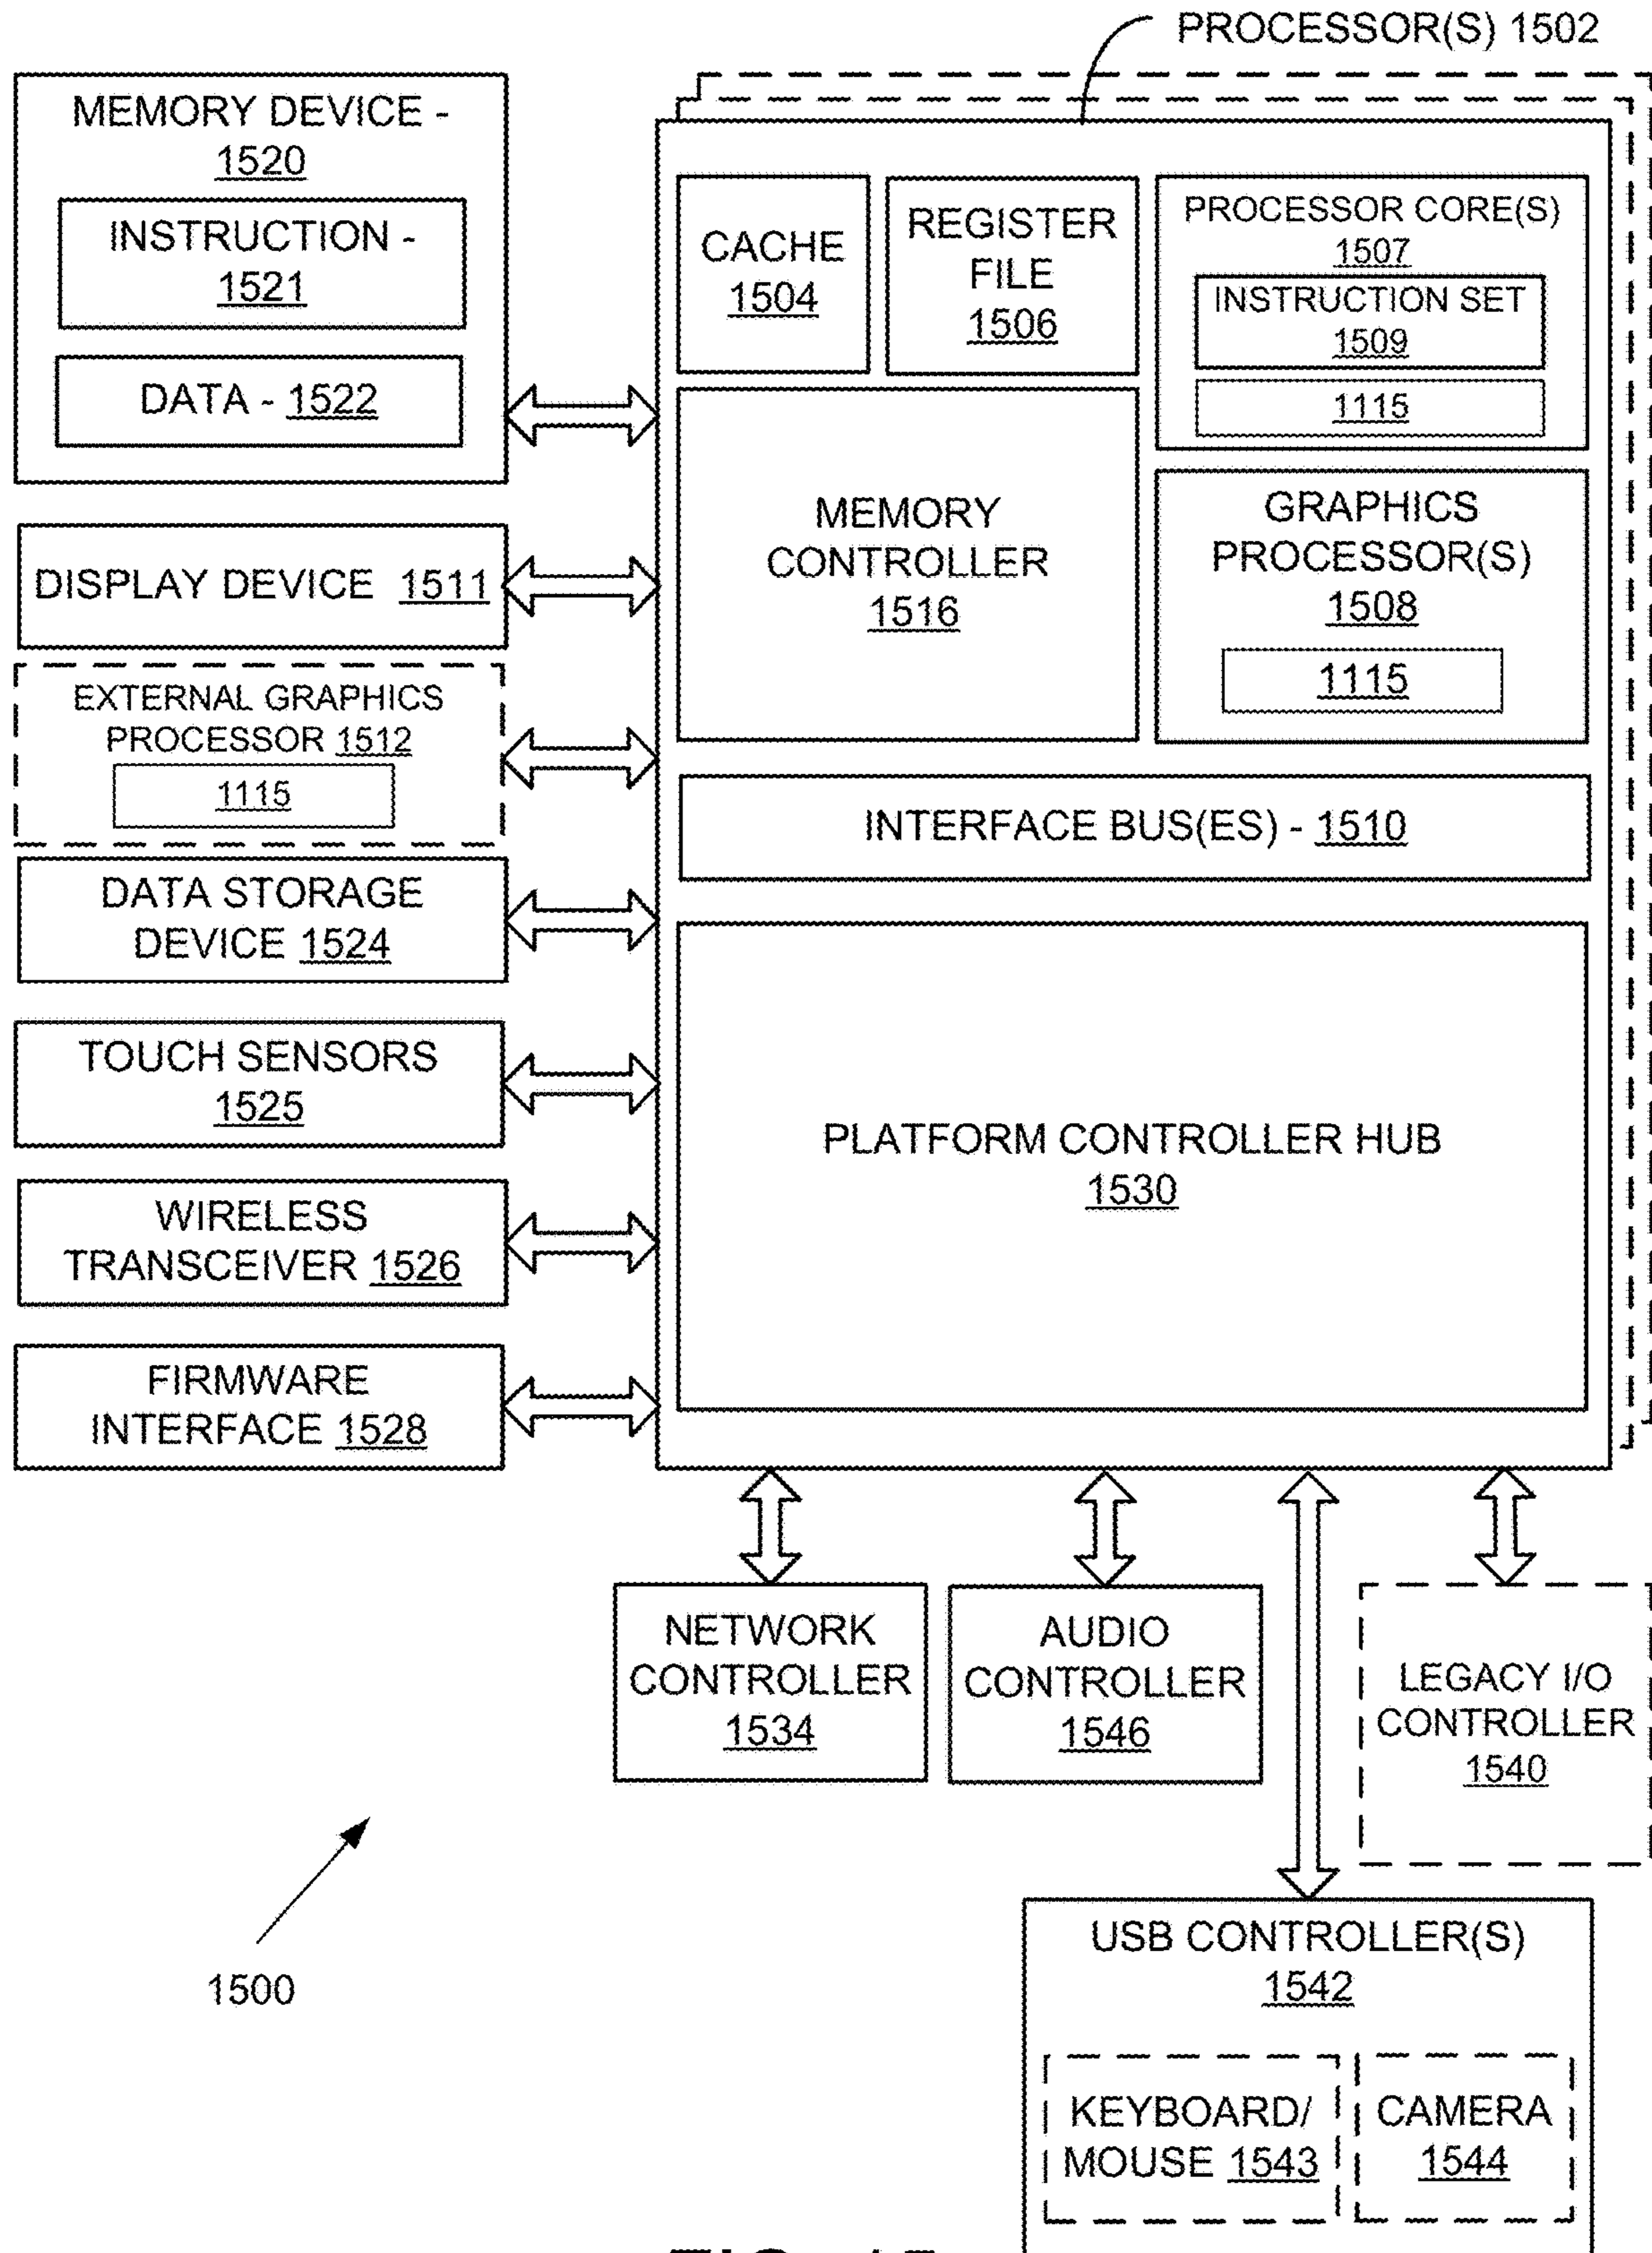 PROCESSOR(S) 1502
MEMORY DEVICE -
1520
INSTRUCTION -
1521
DATA - 1522
DISPLAY DEVICE 1511
EXTERNAL GRAPHICS
PROCESSOR 1512
1115
DATA STORAGE
DEVICE 1524
TOUCH SENSORS
1525
WIRELESS
TRANSCEIVER 1526
FIRMWARE
INTERFACE 1528
CACHE
1504
REGISTER
FILE
1506
PROCESSOR CORE(S)
1507
INSTRUCTION SET
1509
1115
MEMORY
CONTROLLER
1516
GRAPHICS
PROCESSOR(S)
1508
1115
INTERFACE BUS(ES) - 1510
PLATFORM CONTROLLER HUB
1530
NETWORK
CONTROLLER
1534
AUDIO
CONTROLLER
1546
LEGACY I/O
CONTROLLER
1540
1500
USB CONTROLLER(S)
1542
KEYBOARD/
MOUSE 1543
CAMERA
1544